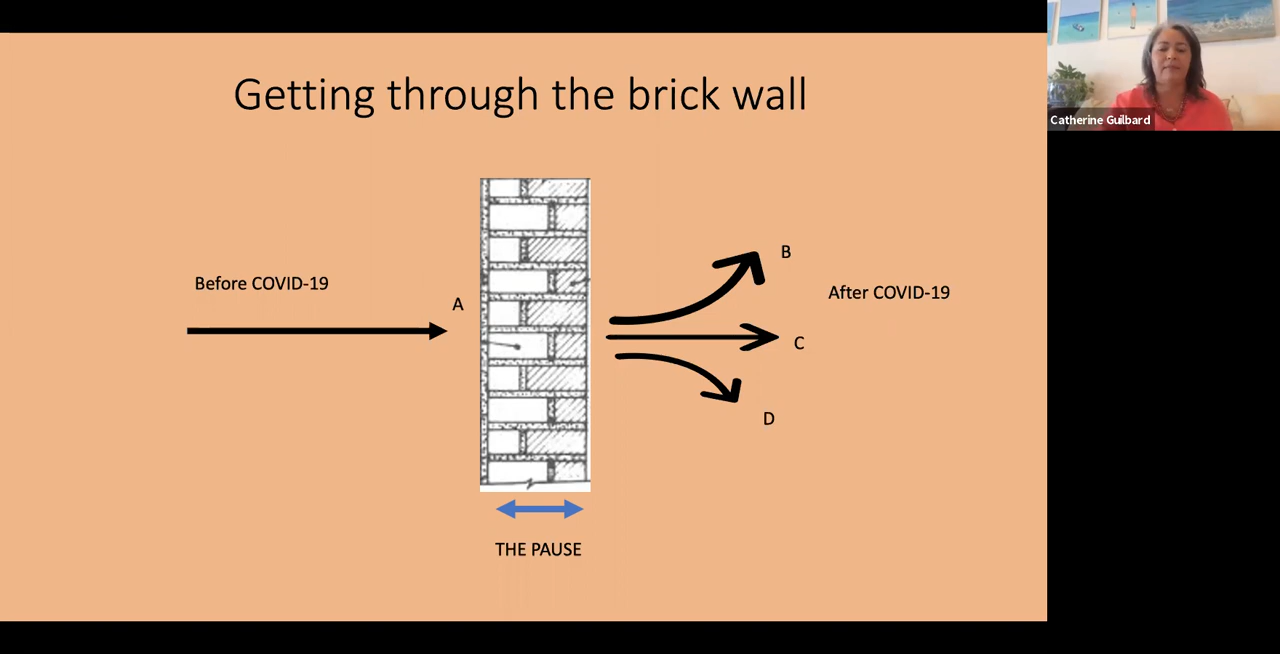 Getting through the brick wall
Before COVID-19
A
B
After COVID-19
C
D
THE PAUSE
Catherine Guilbard